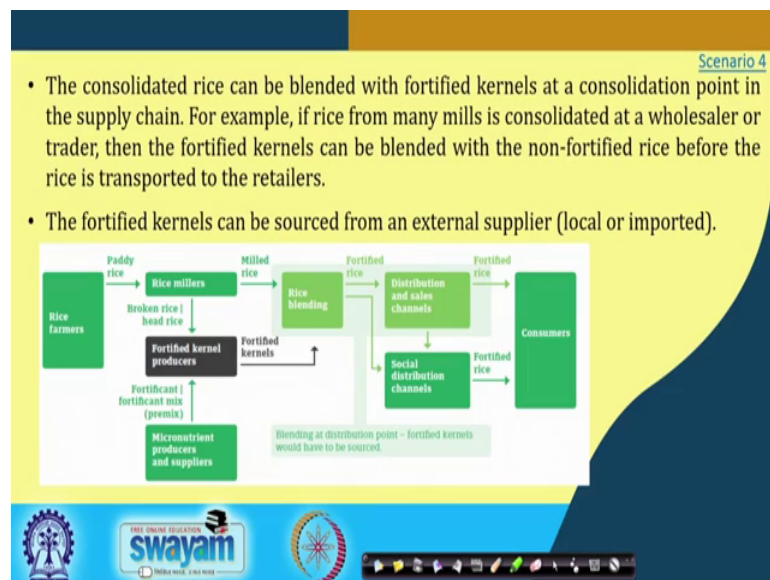 Scenario 4
• The consolidated rice can be blended with fortified kernels at a consolidation point in
the supply chain. For example, if rice from many mills is consolidated at a wholesaler or
trader, then the fortified kernels can be blended with the non-fortified rice before the
rice is transported to the retailers.
• The fortified kernels can be sourced from an external supplier (local or imported).
Paddy
rice
Milled
rice
Fortified
rice
Fortified
rice
Rice
farmers
Rice millers
Rice
blending
Distribution
and sales
channels
Consumers
Broken rice |
head rice
Fortified kernel
producers
Fortified
kernels
Social
distribution
channels
Fortified
rice
Fortificant |
fortificant mix
(premix)
Micronutrient
producers
and suppliers
Blending at distribution point – fortified kernels
would have to be sourced.
FREE ONLINE EDUCATION
swayam